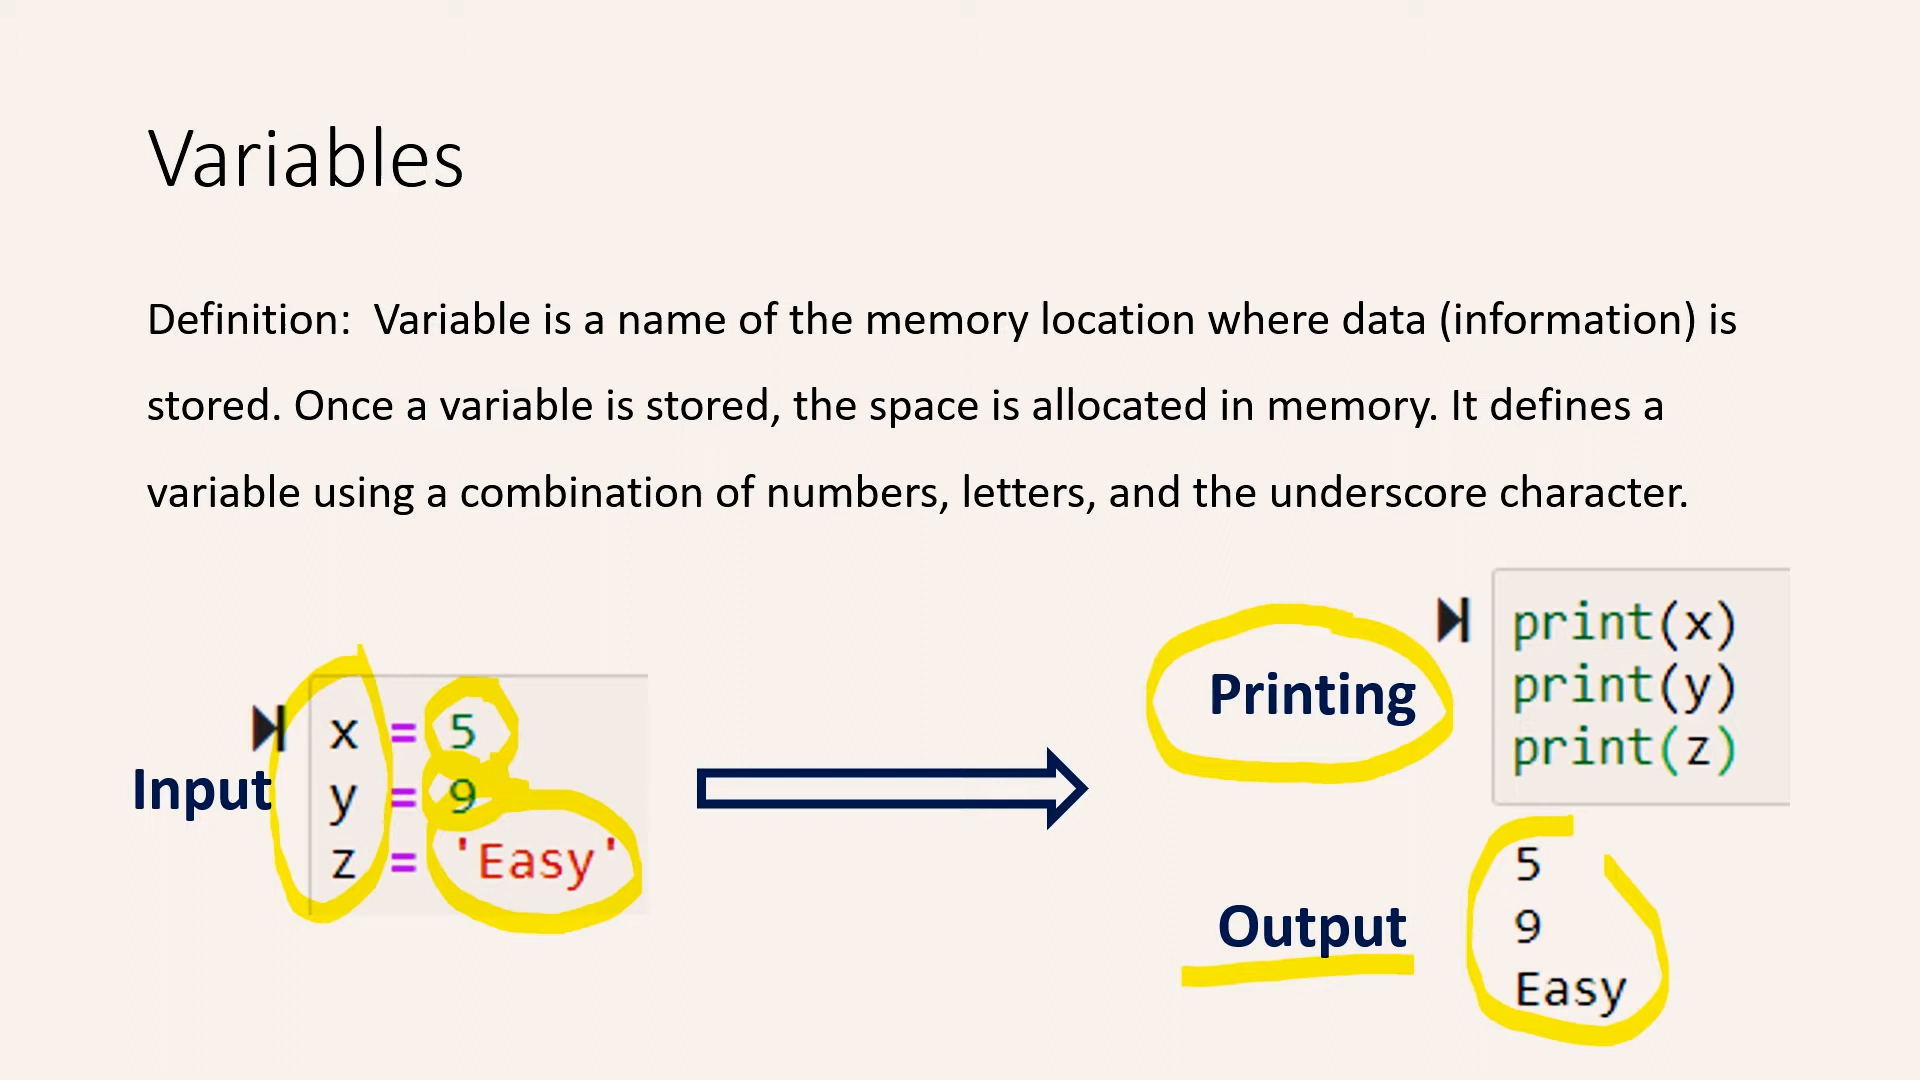 Variables
Definition:  Variable is a name of the memory location where data (information) is
stored. Once a variable is stored, the space is allocated in memory. It defines a
variable using a combination of numbers, letters, and the underscore character.
Input
x = 5
y = 9
z = 'Easy'
Printing
print(x)
print(y)
print(z)
Output
5
9
Easy